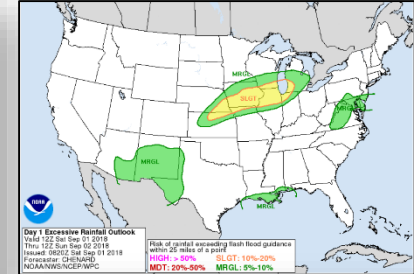 MRGL
SLGT
MRGL
MRGL
MRGL
NOAA
Day 1 Excessive Rainfall Outlook
Valid 12Z Sat Sep 01 2018
Thru 12Z Sun Sep 02 2018
Issued: 0820Z Sat Sep 01 2018
Forecaster: CHENARD
NOAA/NWS/NCEP/WPC
Risk of rainfall exceeding flash flood guidance
within 25 miles of a point
HIGH: > 50% SLGT: 10%-20%
MDT: 20%-50% MRGL: 5%-10%